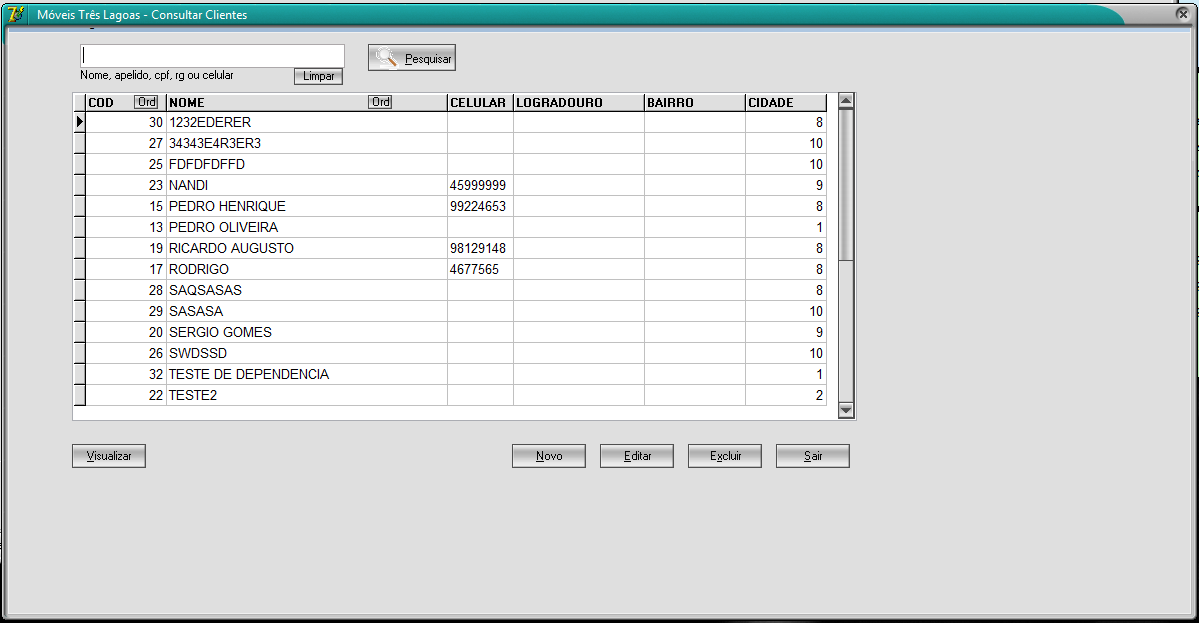 Móveis Três Lagoas - Consultar Clientes
Pesquisar
Nome, apelido, cpf, rg ou celular
Limpar
COD Ord NOME Ord CELULAR LOGRADOURO BAIRRO CIDADE
30 1232EDERER 8
27 34343E4R3ER3 10
25 FDFDFDFFD 10
23 NANDI 45999999 9
15 PEDRO HENRIQUE 99224653 8
13 PEDRO OLIVEIRA 1
19 RICARDO AUGUSTO 98129148 8
17 RODRIGO 4677565 8
28 SAQSASAS 8
29 SASASA 10
20 SERGIO GOMES 9
26 SWDSSD 10
32 TESTE DE DEPENDENCIA 1
22 TESTE2 2
Visualizar Novo Editar Excluir Sair